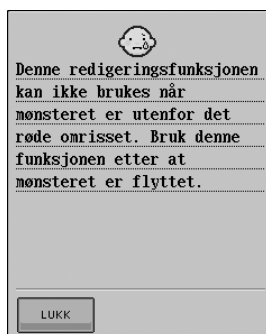 Denne redigeringsfunksjonen
kan ikke brukes når
mønsteret er utenfor det
røde omrisset. Bruk denne
funksjonen etter at
mønsteret er flyttet.
LUKK